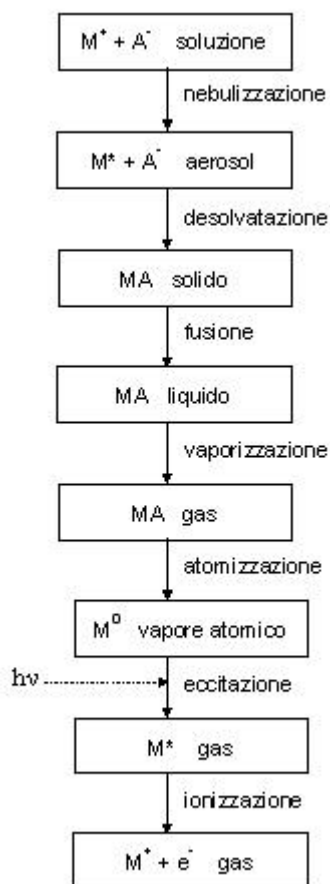 M⁺ + A⁻ soluzione
nebulizzazione
M* + A⁻ aerosol
desolvatazione
MA solido
fusione
MA liquido
vaporizzazione
MA gas
atomizzazione
M⁰ vapore atomico
hν
eccitazione
M* gas
ionizzazione
M⁺ + e⁻ gas